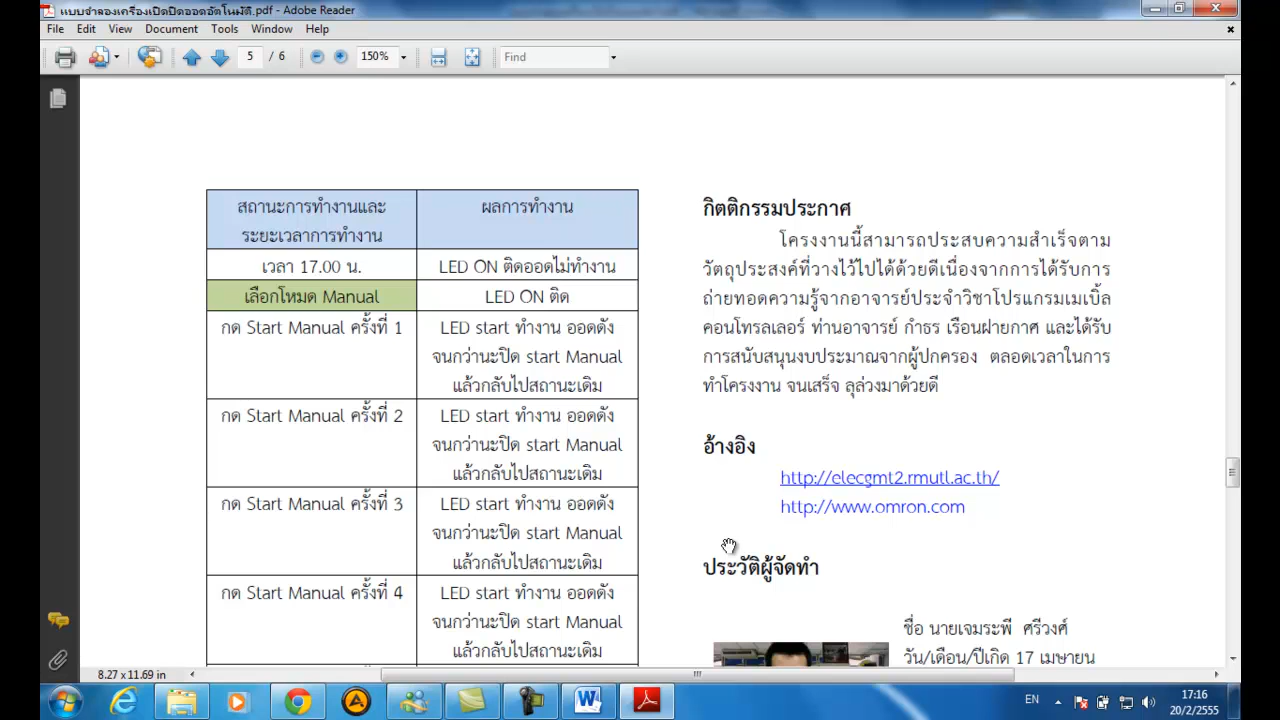 แบบจำลองเครื่องเปิดปิดออดอัตโนมัติ.pdf - Adobe Reader
File Edit View Document Tools Window Help
5 / 6 150% Find
สถานะการทำงานและ
ระยะเวลาการทำงาน
ผลการทำงาน
เวลา 17.00 น.
LED ON ติดออดไม่ทำงาน
เลือกโหมด Manual
LED ON ติด
กด Start Manual ครั้งที่ 1
LED start ทำงาน ออดดัง
จนกว่านะปิด start Manual
แล้วกลับไปสถานะเดิม
กด Start Manual ครั้งที่ 2
LED start ทำงาน ออดดัง
จนกว่านะปิด start Manual
แล้วกลับไปสถานะเดิม
กด Start Manual ครั้งที่ 3
LED start ทำงาน ออดดัง
จนกว่านะปิด start Manual
แล้วกลับไปสถานะเดิม
กด Start Manual ครั้งที่ 4
LED start ทำงาน ออดดัง
จนกว่านะปิด start Manual
แล้วกลับไปสถานะเดิม
กิตติกรรมประกาศ
โครงงานนี้สามารถประสบความสำเร็จตาม
วัตถุประสงค์ที่วางไว้ไปได้ด้วยดีเนื่องจากการได้รับการ
ถ่ายทอดความรู้จากอาจารย์ประจำวิชาโปรแกรมเมเบิ้ล
คอนโทรลเลอร์ ท่านอาจารย์ กำธร เรือนฝายกาศ และได้รับ
การสนับสนุนงบประมาณจากผู้ปกครอง ตลอดเวลาในการ
ทำโครงงาน จนเสร็จ ลุล่วงมาด้วยดี
อ้างอิง
http://elecgmt2.rmutl.ac.th/
http://www.omron.com
ประวัติผู้จัดทำ
ชื่อ นายเจมระพี ศรีวงศ์
วัน/เดือน/ปีเกิด 17 เมษายน
8.27 x 11.69 in
EN
17:16
20/2/2555